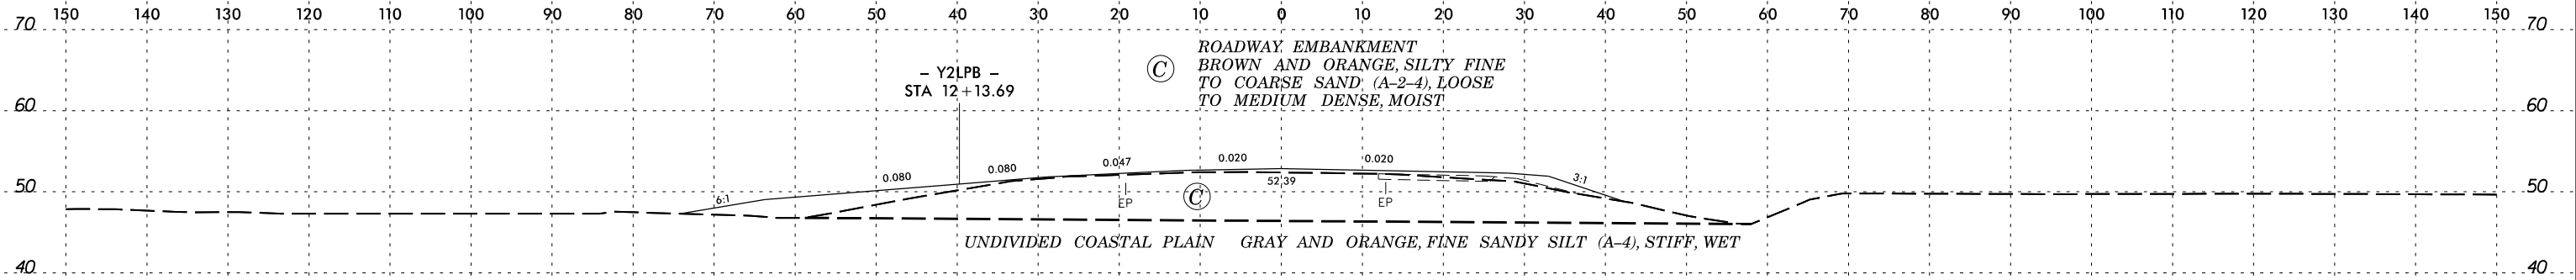 150 140 130 120 110 100 90 80 70 60 50 40 30 20 10 0 10 20 30 40 50 60 70 80 90 100 110 120 130 140 150
70 70
ROADWAY EMBANKMENT
C BROWN AND ORANGE, SILTY FINE
TO COARSE SAND (A-2-4), LOOSE
TO MEDIUM DENSE, MOIST
- Y2LPB -
STA 12+13.69
60 60
6:1 0.080 0.080 0.047 0.020 0.020 3:1
50 52.39 50
EP C EP
UNDIVIDED COASTAL PLAIN GRAY AND ORANGE, FINE SANDY SILT (A-4), STIFF, WET
40 40